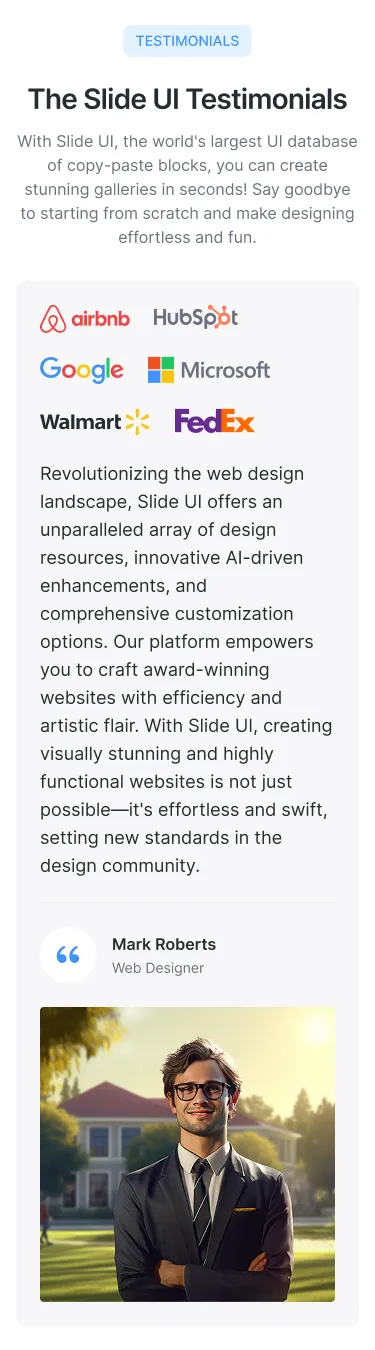 TESTIMONIALS
The Slide UI Testimonials
With Slide UI, the world's largest UI database
of copy-paste blocks, you can create
stunning galleries in seconds! Say goodbye
to starting from scratch and make designing
effortless and fun.
airbnb HubSpot
Google Microsoft
Walmart FedEx
Revolutionizing the web design
landscape, Slide UI offers an
unparalleled array of design
resources, innovative AI-driven
enhancements, and
comprehensive customization
options. Our platform empowers
you to craft award-winning
websites with efficiency and
artistic flair. With Slide UI, creating
visually stunning and highly
functional websites is not just
possible—it's effortless and swift,
setting new standards in the
design community.
Mark Roberts
Web Designer